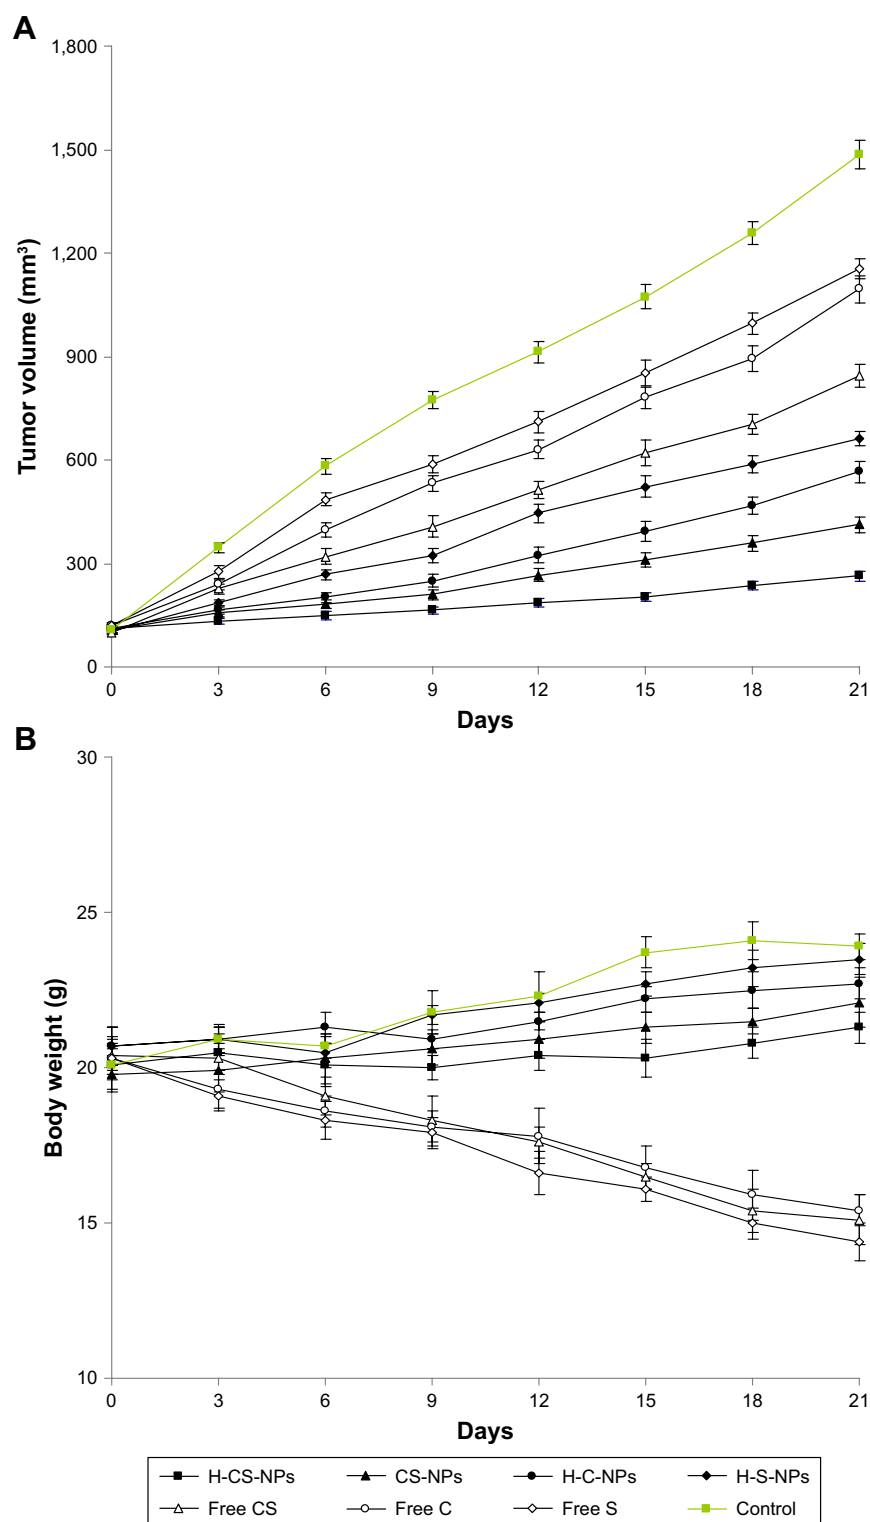 A
1,800
1,500
1,200
900
600
300
0
Tumor volume (mm³)
0 3 6 9 12 15 18 21
Days
B
30
25
20
15
10
Body weight (g)
0 3 6 9 12 15 18 21
Days
H-CS-NPs CS-NPs H-C-NPs H-S-NPs
Free CS Free C Free S Control